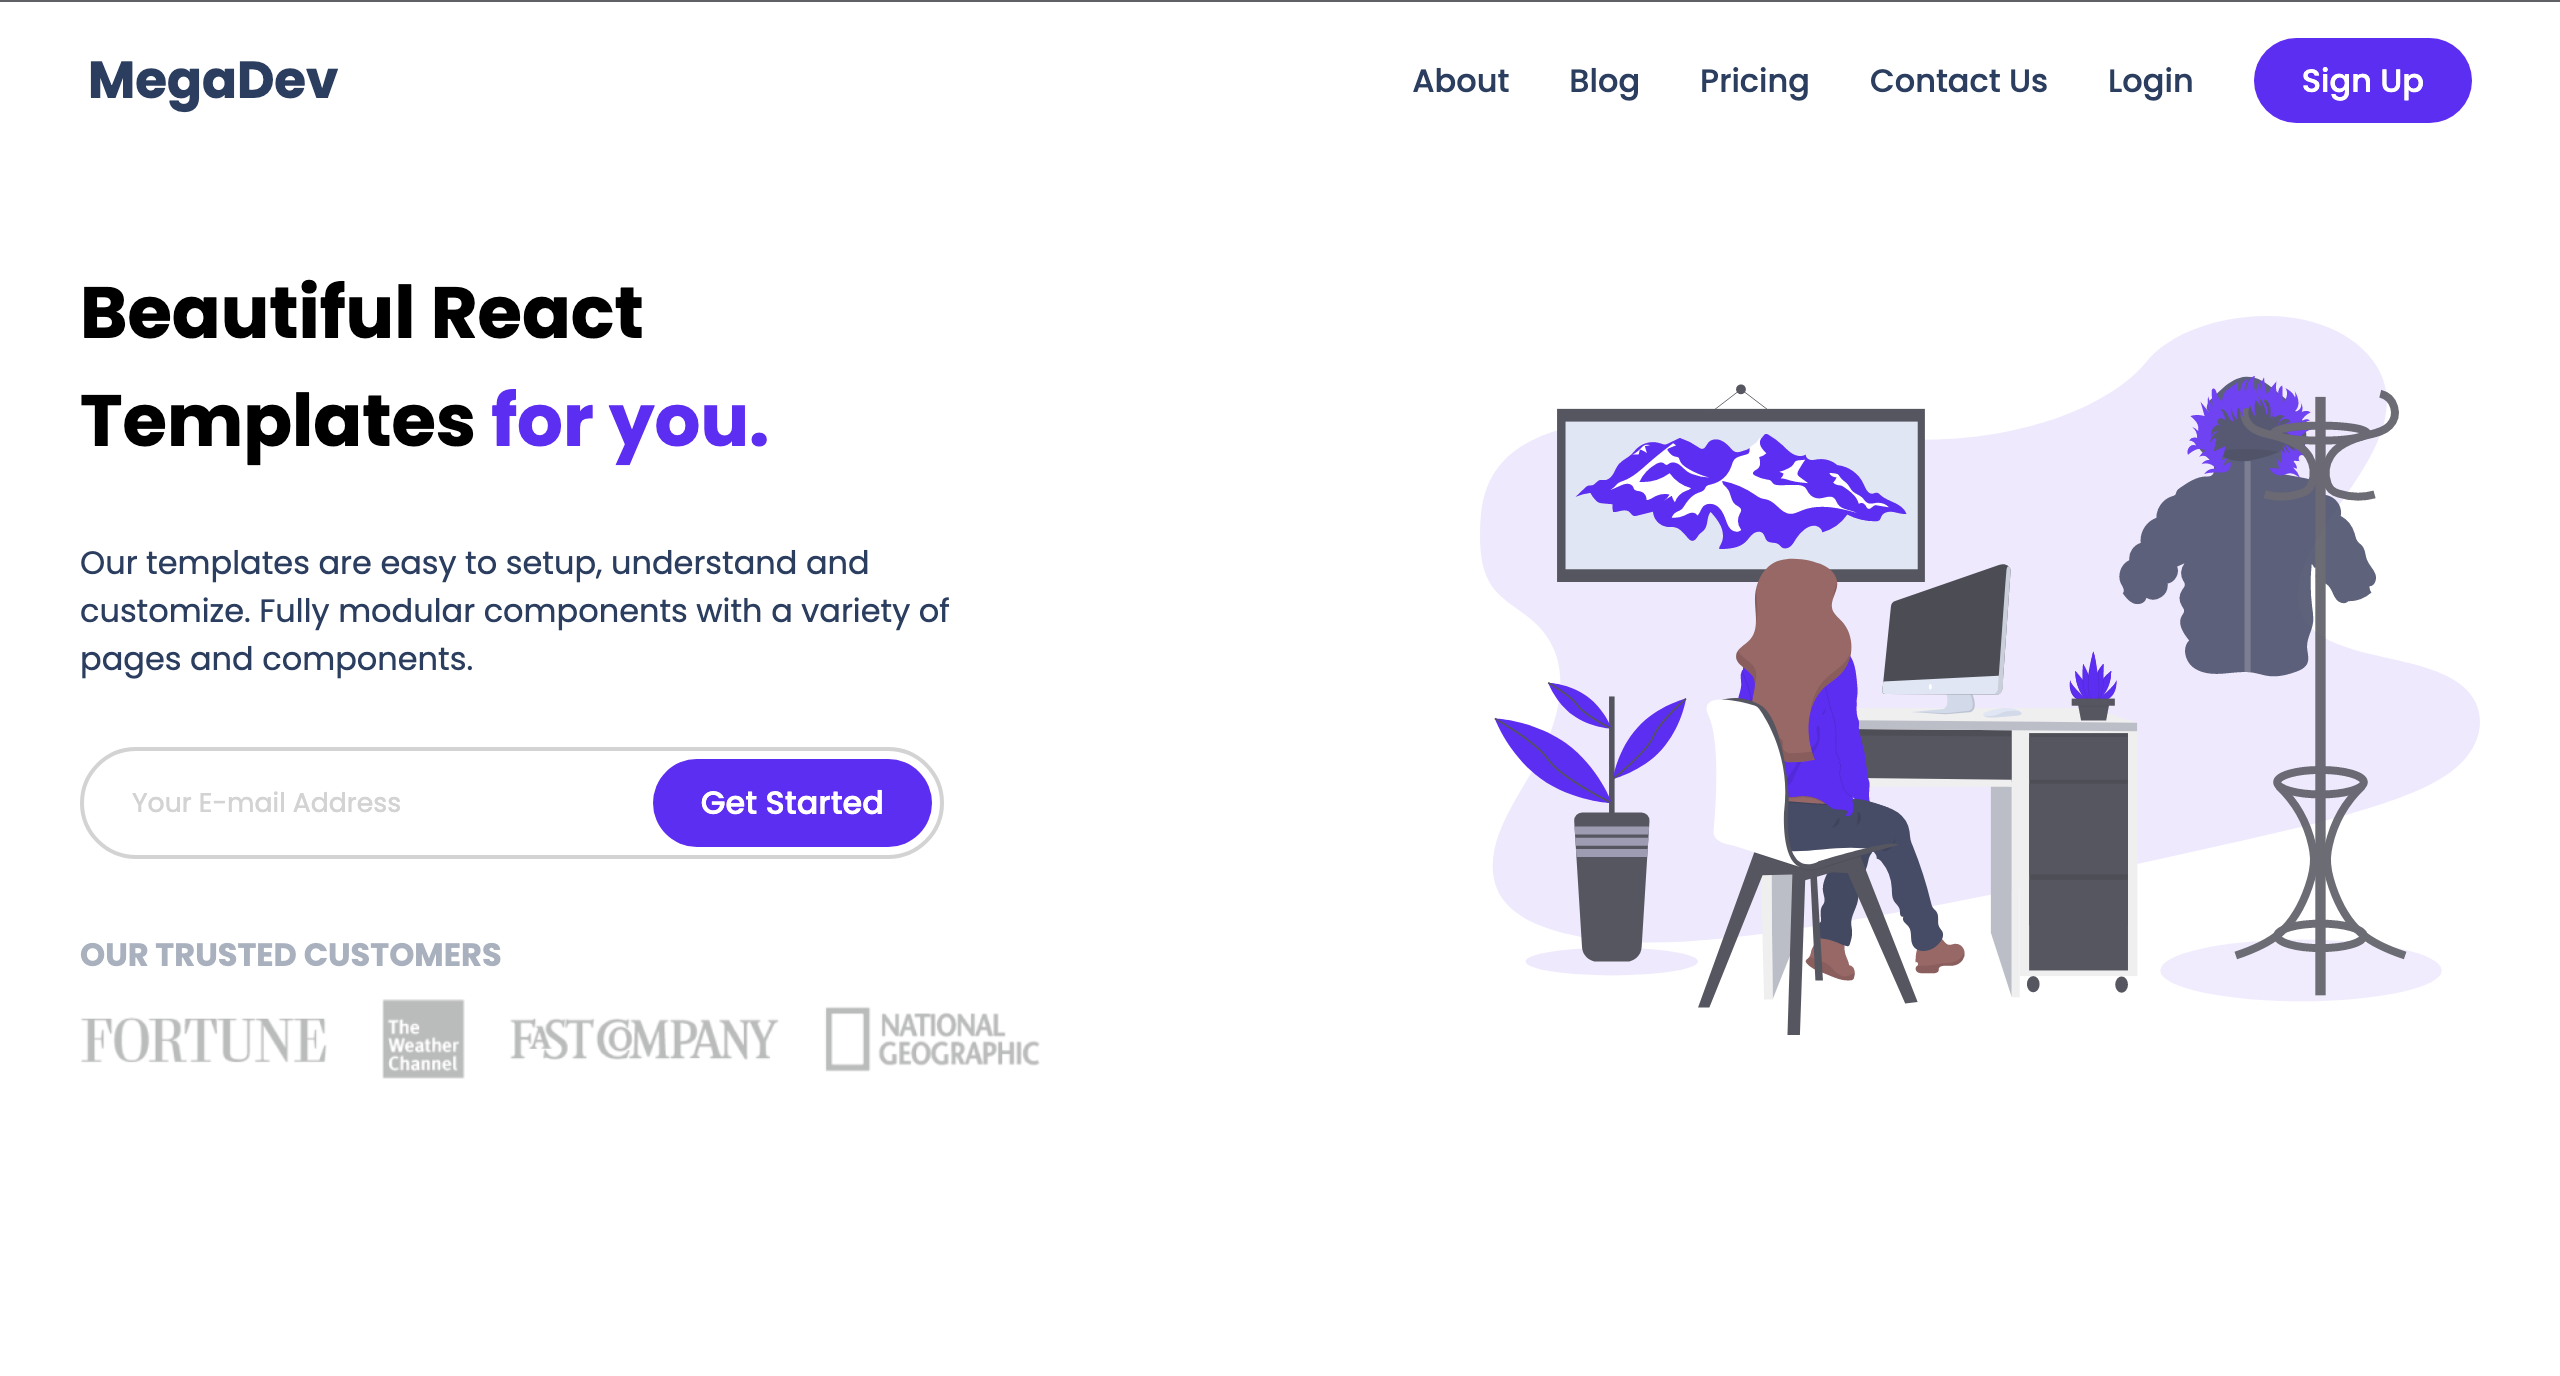 MegaDev
About
Blog
Pricing
Contact Us
Login
Sign Up
Beautiful React
Templates for you.
Our templates are easy to setup, understand and
customize. Fully modular components with a variety of
pages and components.
Your E-mail Address
Get Started
OUR TRUSTED CUSTOMERS
FORTUNE
The
Weather
Channel
FAST COMPANY
NATIONAL
GEOGRAPHIC